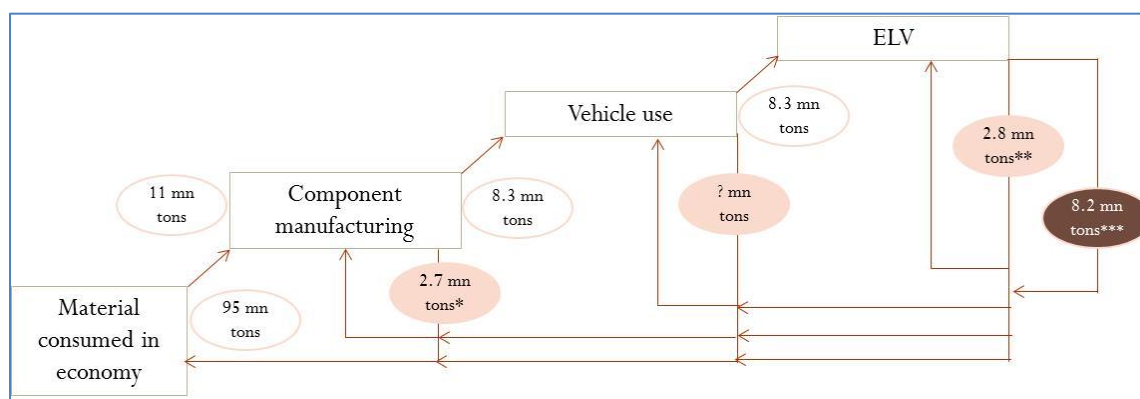 ELV
Vehicle use
8.3 mn
tons
2.8 mn
tons**
11 mn
tons
Component
manufacturing
8.3 mn
tons
? mn
tons
8.2 mn
tons***
Material
consumed in
economy
95 mn
tons
2.7 mn
tons*